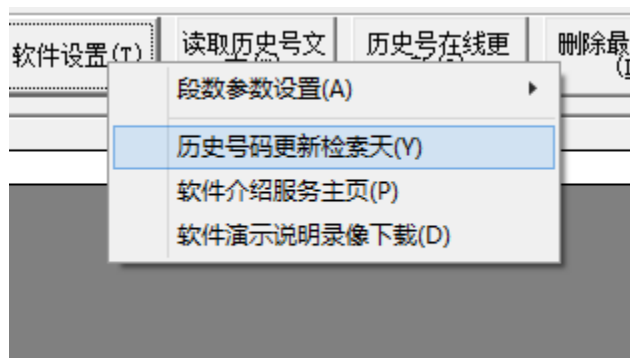 软件设置(T)
读取历史号文
历史号在线更
删除最
段数参数设置(A)
历史号码更新检索天(Y)
软件介绍服务主页(P)
软件演示说明录像下载(D)